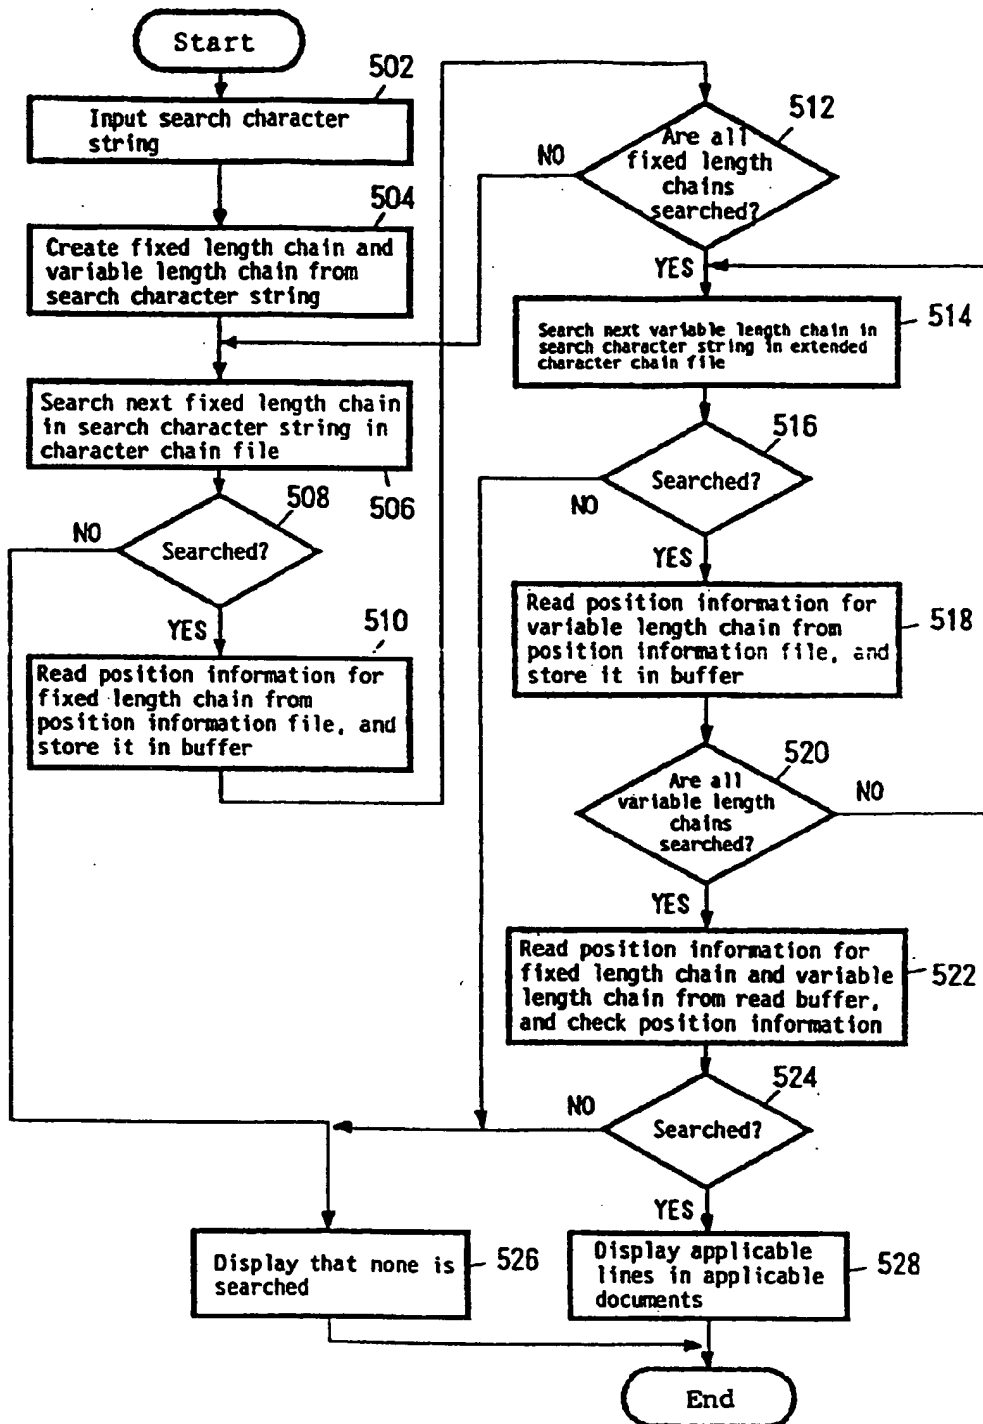 Start
502
Input search character
string
504
Create fixed length chain and
variable length chain from
search character string
Search next fixed length chain
in search character string in
character chain file
506
508
NO
Searched?
YES
510
Read position information for
fixed length chain from
position information file, and
store it in buffer
512
Are all
fixed length
chains
searched?
NO
YES
514
Search next variable length chain in
search character string in extended
character chain file
516
Searched?
NO
YES
Read position information for
variable length chain from
position information file, and
store it in buffer
518
520
Are all
variable length
chains
searched?
NO
YES
Read position information for
fixed length chain and variable
length chain from read buffer,
and check position information
522
524
NO
Searched?
YES
Display that none is
searched
526
Display applicable
lines in applicable
documents
528
End